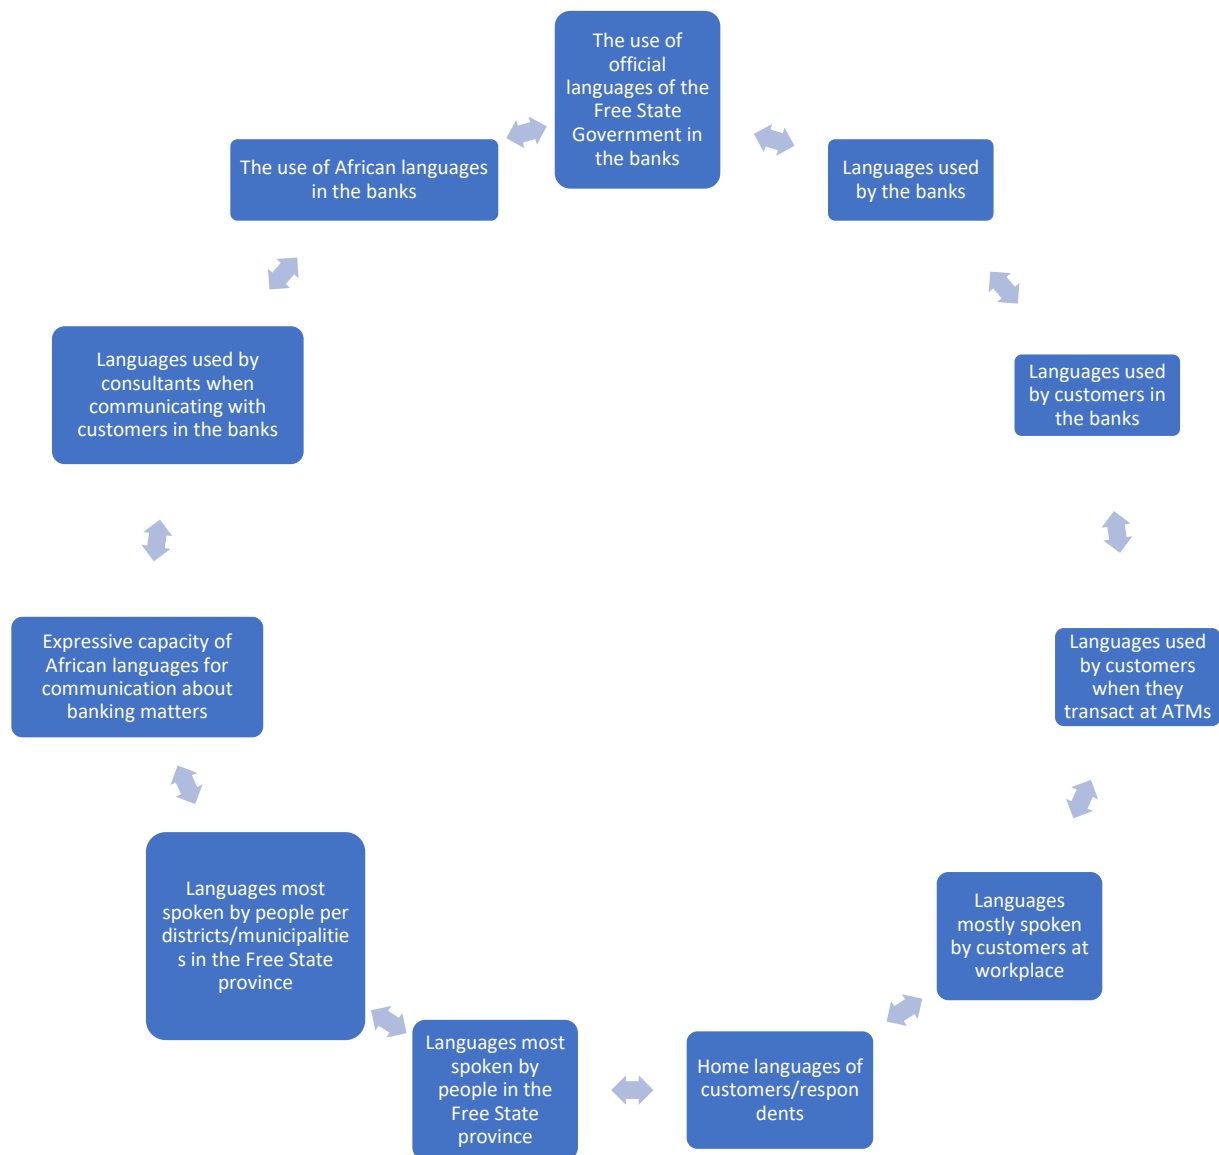 The use of
official
languages of the
Free State
Government in
the banks
Languages used
by the banks
Languages used
by customers in
the banks
Languages used
by customers
when they
transact at ATMs
Languages
mostly spoken
by customers at
workplace
Home languages of
customers/respon
dents
Languages most
spoken by
people in the
Free State
province
Languages most
spoken by people per
districts/municipalitie
s in the Free State
province
Expressive capacity of
African languages for
communication about
banking matters
Languages used by
consultants when
communicating with
customers in the banks
The use of African languages
in the banks